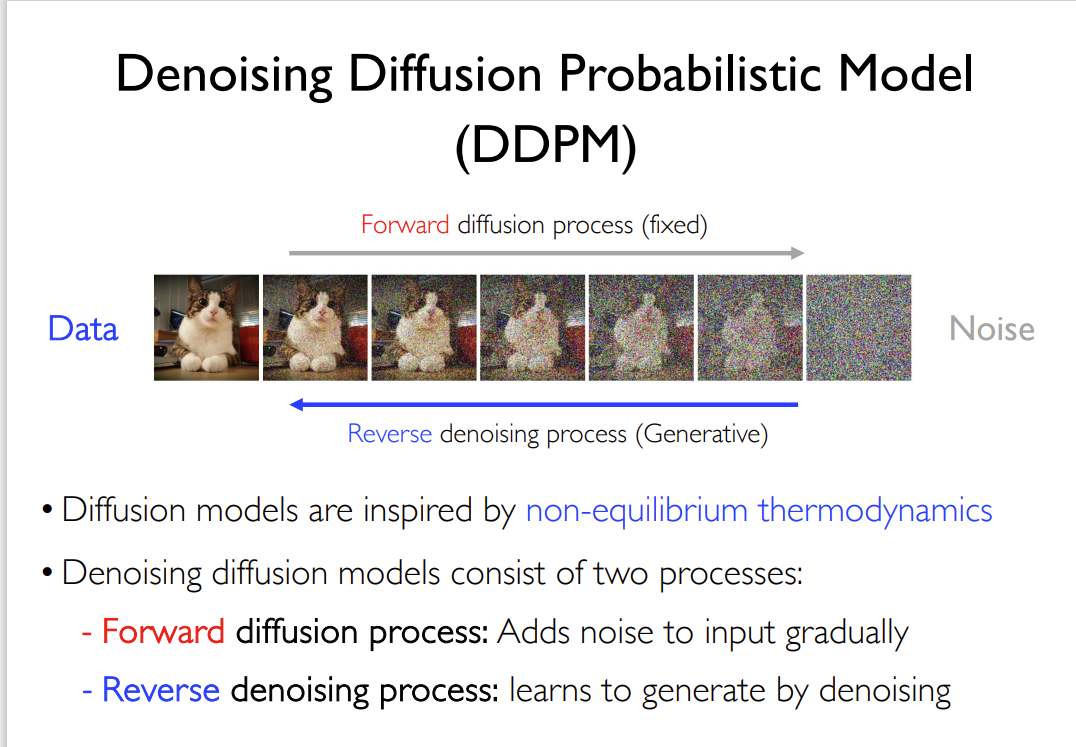 Denoising Diffusion Probabilistic Model
(DDPM)
Forward diffusion process (fixed)
Data
Noise
Reverse denoising process (Generative)
• Diffusion models are inspired by non-equilibrium thermodynamics
• Denoising diffusion models consist of two processes:
- Forward diffusion process: Adds noise to input gradually
- Reverse denoising process: learns to generate by denoising